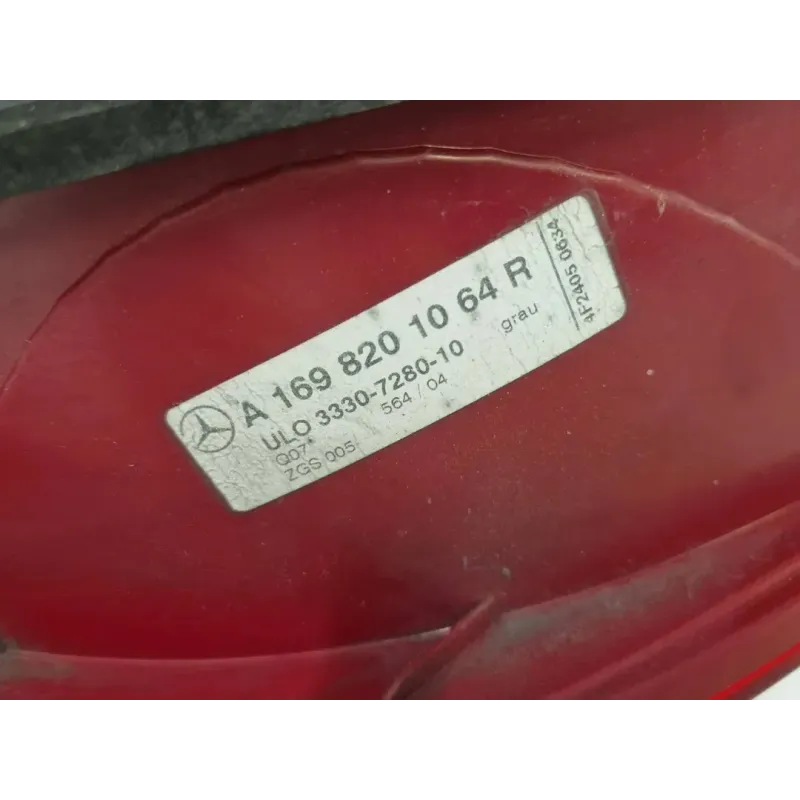 A 169 820 10 64 R
ULO 3330-7280-10 grau
Q07 564 / 04
ZGS 005
4F2405 0634